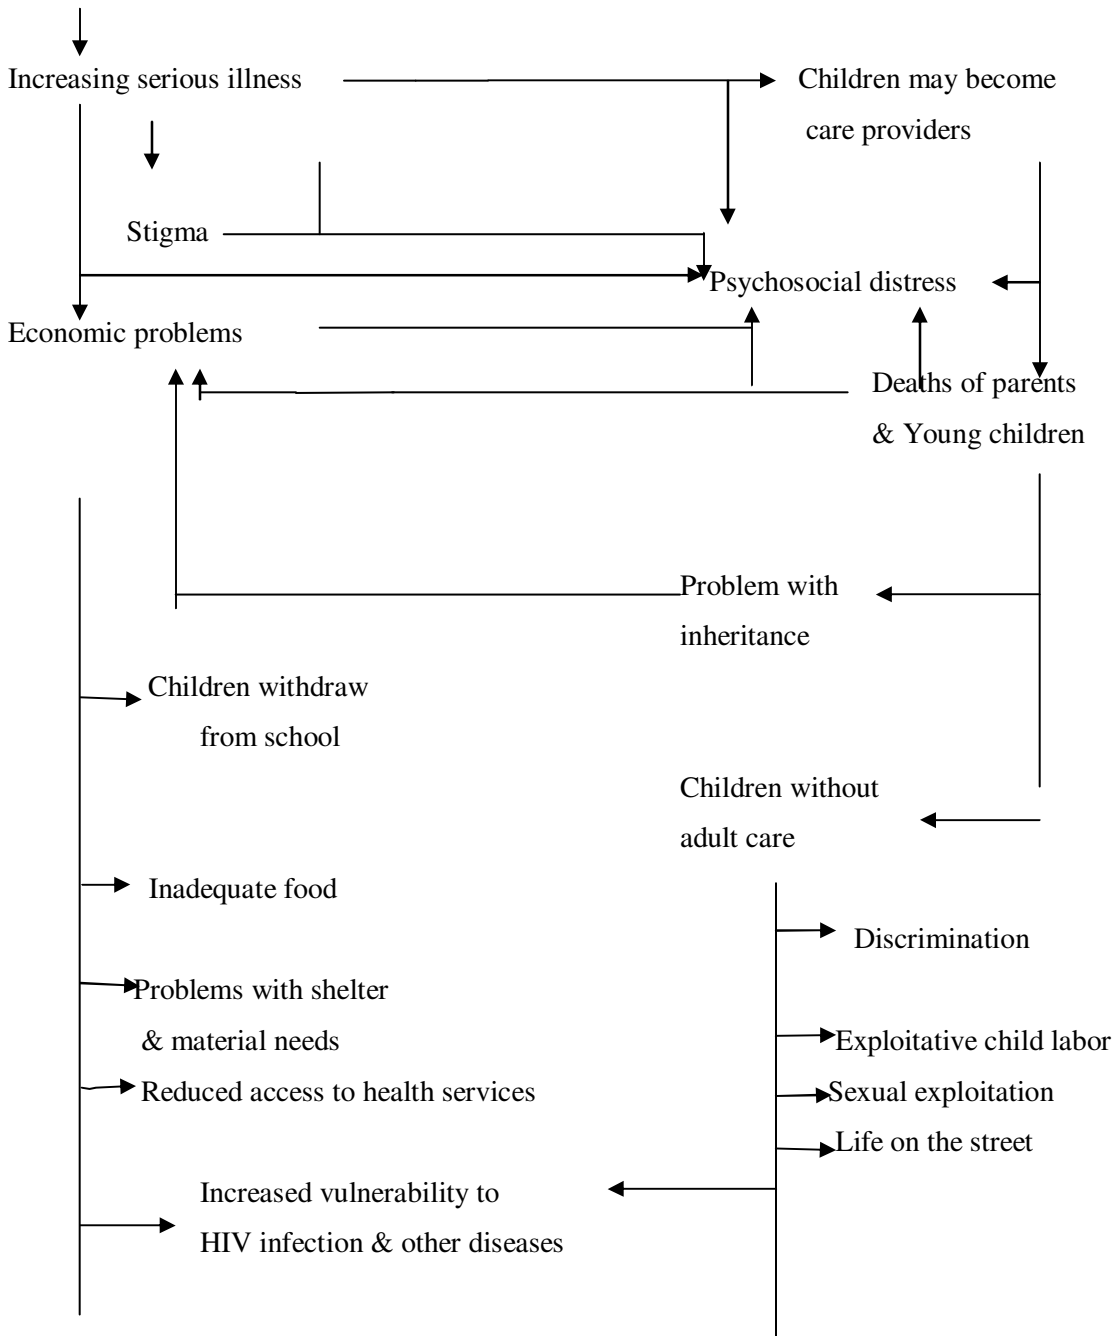 Increasing serious illness
Children may become
care providers
Stigma
Psychosocial distress
Economic problems
Deaths of parents
& Young children
Problem with
inheritance
Children withdraw
from school
Children without
adult care
Inadequate food
Discrimination
Problems with shelter
& material needs
Exploitative child labor
Reduced access to health services
Sexual exploitation
Life on the street
Increased vulnerability to
HIV infection & other diseases